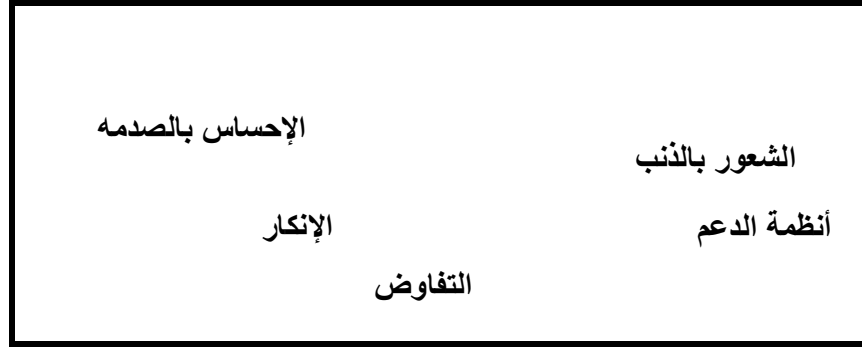 الإحساس بالصدمه
الشعور بالذنب
أنظمة الدعم
الإنكار
التفاوض